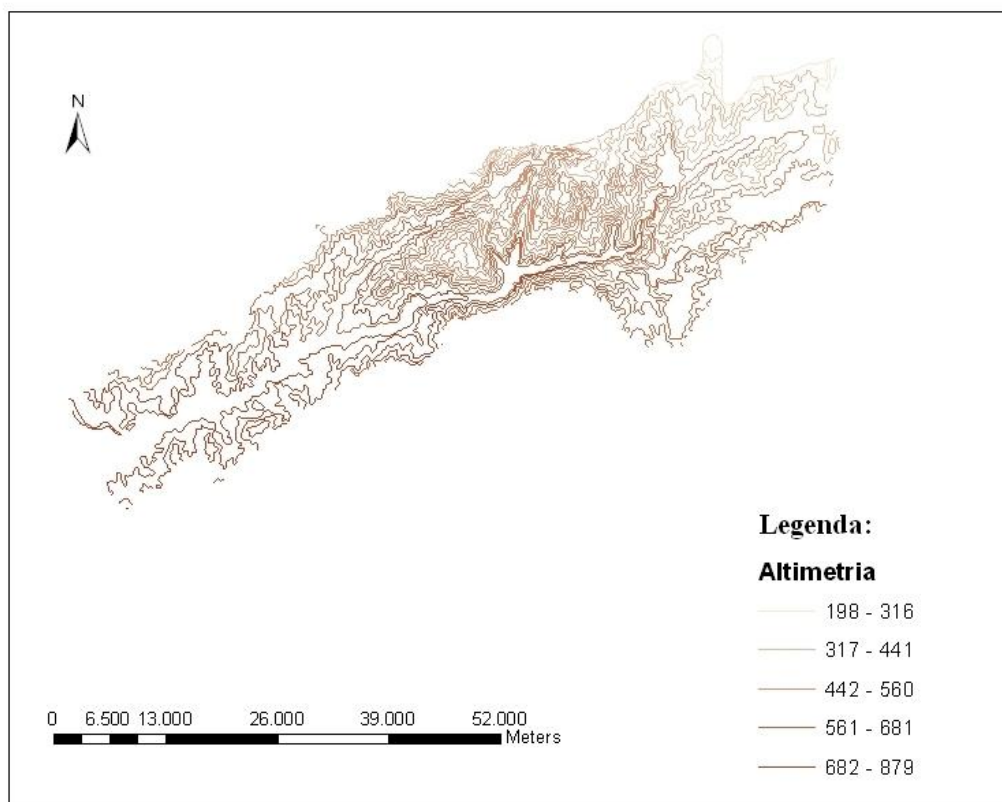 N
Legenda:
Altimetria
198 - 316
317 - 441
442 - 560
561 - 681
682 - 879
0 6.500 13.000 26.000 39.000 52.000
Meters